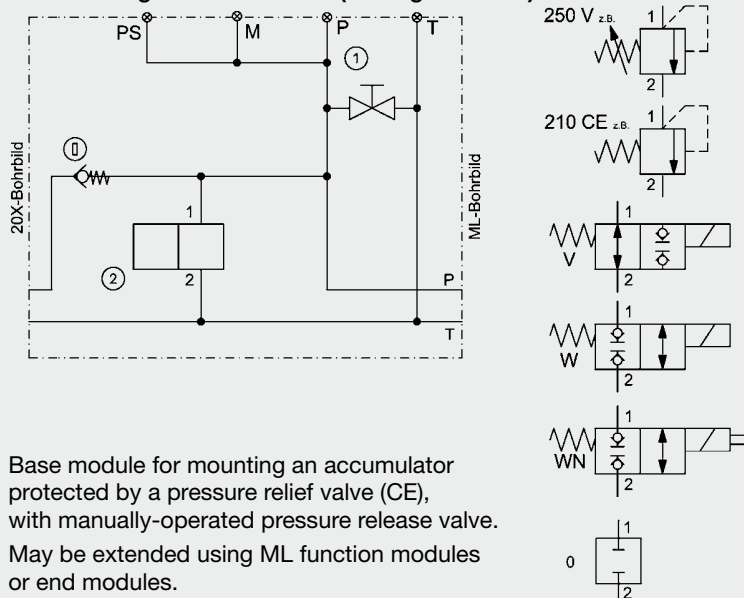 PS M P T
1
20X-Bohrbild
ML-Bohrbild
1
2
2
P
T
250 V z.B.
1
2
210 CE z.B.
1
2
1
V
2
1
W
2
1
WN
2
1
0
2
Base module for mounting an accumulator
protected by a pressure relief valve (CE),
with manually-operated pressure release valve.
May be extended using ML function modules
or end modules.